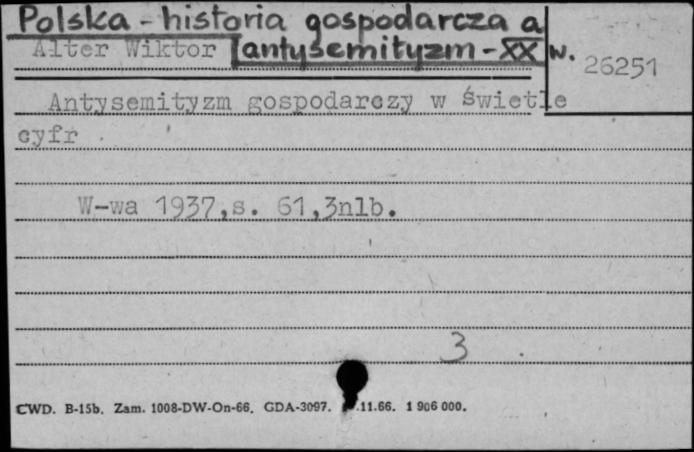 Polska - historia gospodarcza a
Alter Wiktor [antysemityzm - XX w.
26251
Antysemityzm gospodarczy w świetle
cyfr
W-wa 1937,s. 61,3nlb.
3
CWD. B-15b. Zam. 1008-DW-On-66. GDA-3097. .11.66. 1 906 000.